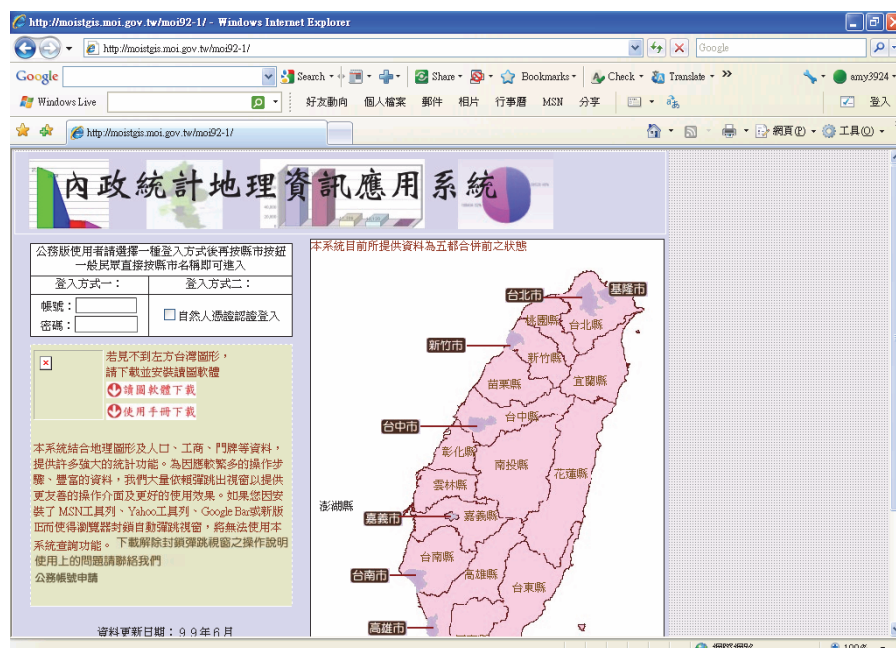 http://moistgis.moi.gov.tw/moi92-1/ - Windows Internet Explorer
http://moistgis.moi.gov.tw/moi92-1/
Google
Google
Search
Share
Bookmarks
Check
Translate
amy3924
Windows Live
好友動向 個人檔案 郵件 相片 行事曆 MSN 分享
登入
http://moistgis.moi.gov.tw/moi92-1/
網頁(P)
工具(O)
內政統計地理資訊應用系統
公務版使用者請選擇一種登入方式後再按縣市按鈕
一般民眾直接按縣市名稱即可進入
登入方式一：
登入方式二：
帳號：
密碼：
自然人憑證認證登入
若見不到左方台灣圖形，
請下載並安裝讀圖軟體
讀圖軟體下載
使用手冊下載
本系統結合地理圖形及人口、工商、門牌等資料，
提供許多強大的統計功能。為因應較繁多的操作步
驟、豐富的資料，我們大量依賴彈跳出視窗以提供
更友善的操作介面及更好的使用效果。如果您因安
裝了 MSN工具列、Yahoo工具列、Google Bar或新版
IE而使得瀏覽器封鎖自動彈跳視窗，將無法使用本
系統查詢功能。下載解除封鎖彈跳視窗之操作說明
使用上的問題請聯絡我們
公務帳號申請
資料更新日期：９９年６月
本系統目前所提供資料為五都合併前之狀態
基隆市
台北市
桃園縣
台北縣
新竹市
新竹縣
苗栗縣
宜蘭縣
台中縣
台中市
彰化縣
南投縣
花蓮縣
雲林縣
澎湖縣
嘉義市
嘉義縣
台南縣
台南市
高雄縣
台東縣
高雄市
100%